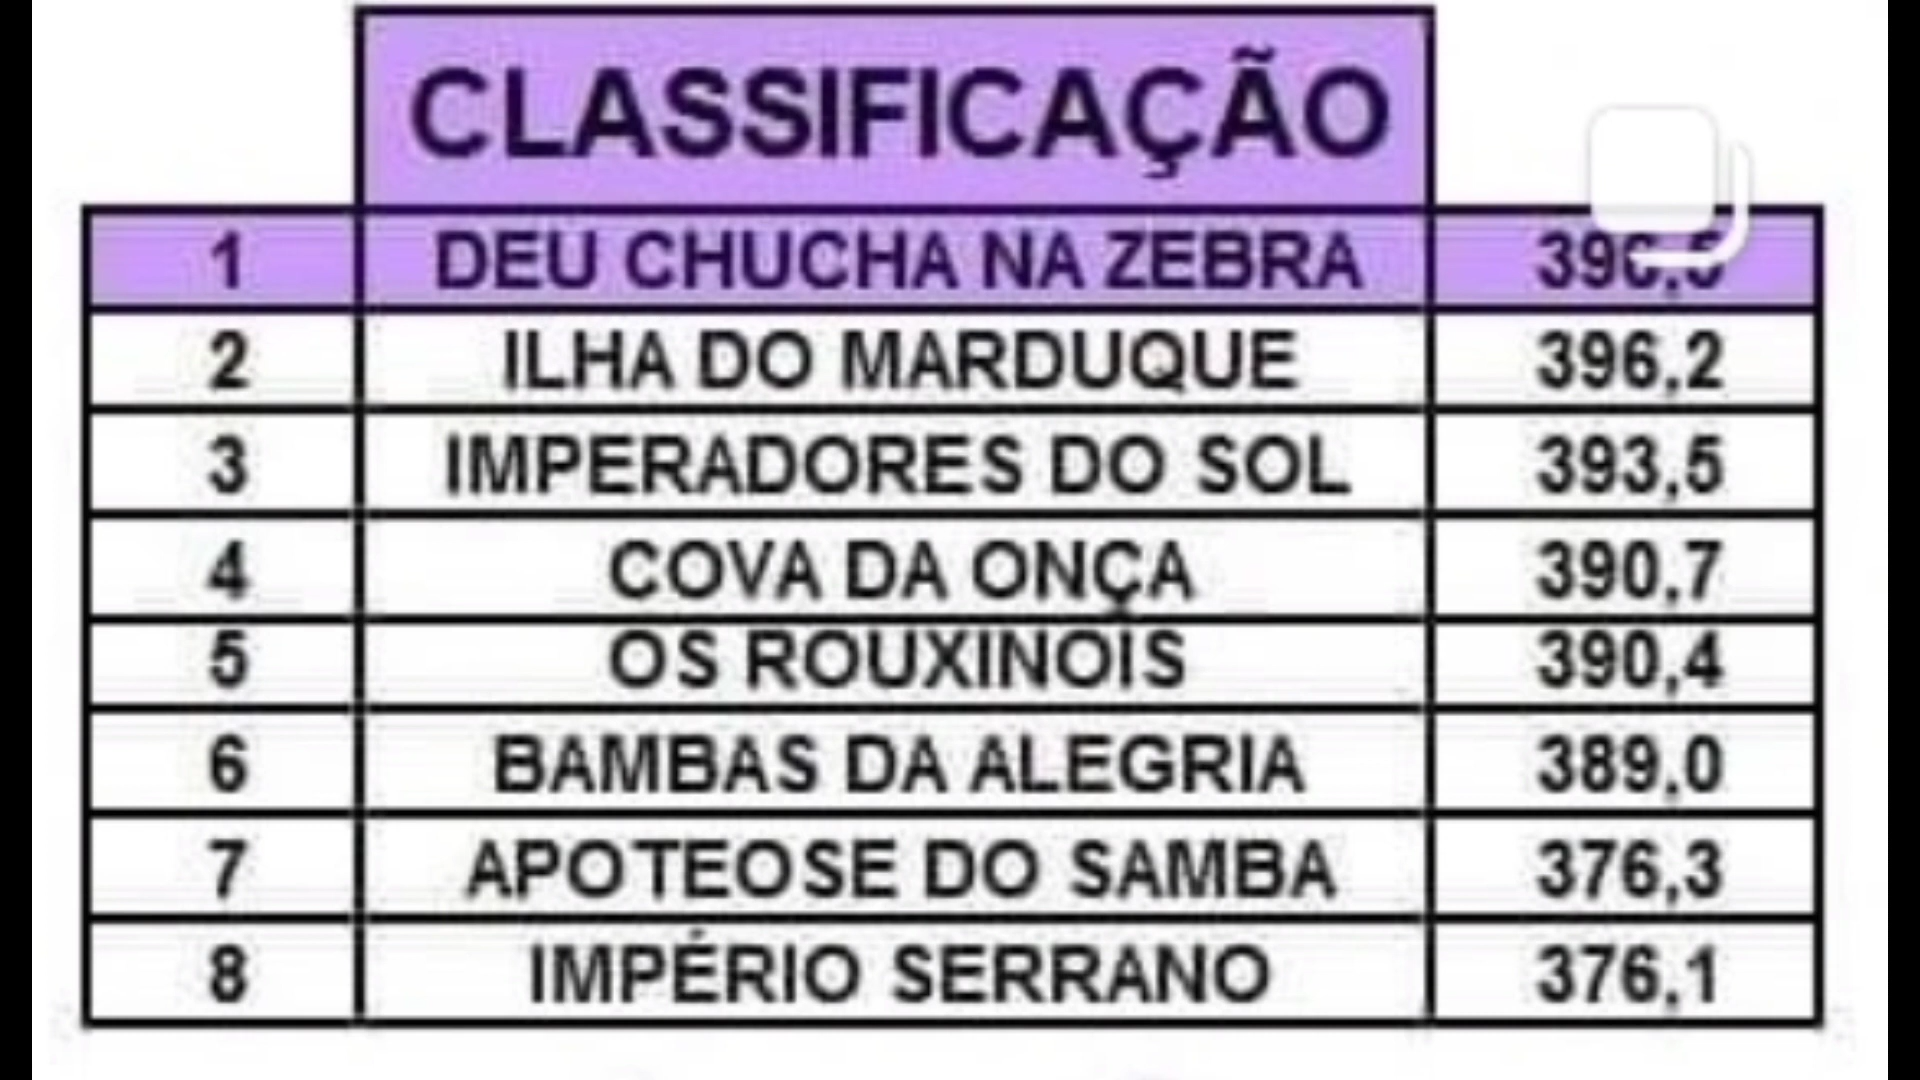 CLASSIFICAÇÃO
1 DEU CHUCHA NA ZEBRA
2 ILHA DO MARDUQUE 396,2
3 IMPERADORES DO SOL 393,5
4 COVA DA ONÇA 390,7
5 OS ROUXINOIS 390,4
6 BAMBAS DA ALEGRIA 389,0
7 APOTEOSE DO SAMBA 376,3
8 IMPÉRIO SERRANO 376,1